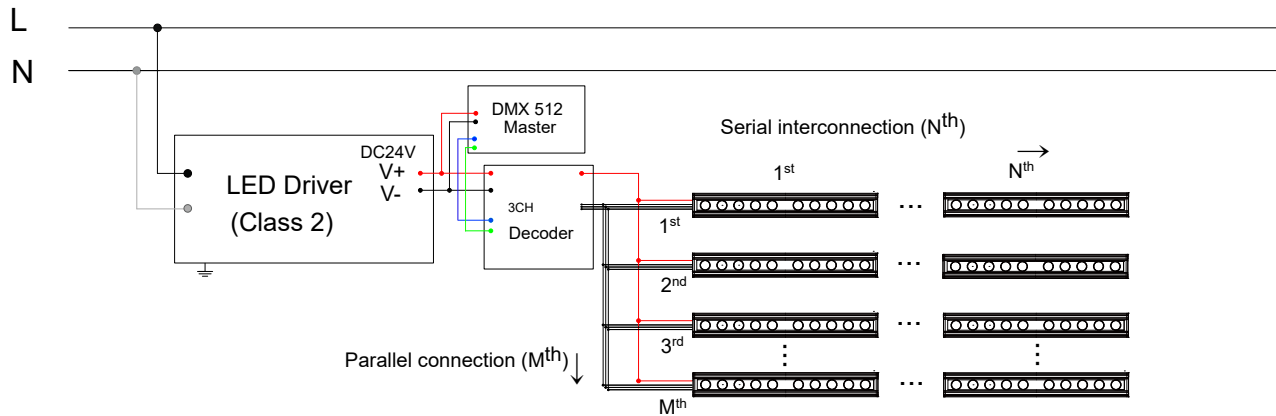 L
N
DMX 512
Master
Serial interconnection (Nth)
DC24V
V+
V-
LED Driver
(Class 2)
3CH
Decoder
1st
Nth
1st
2nd
3rd
Mth
Parallel connection (Mth)